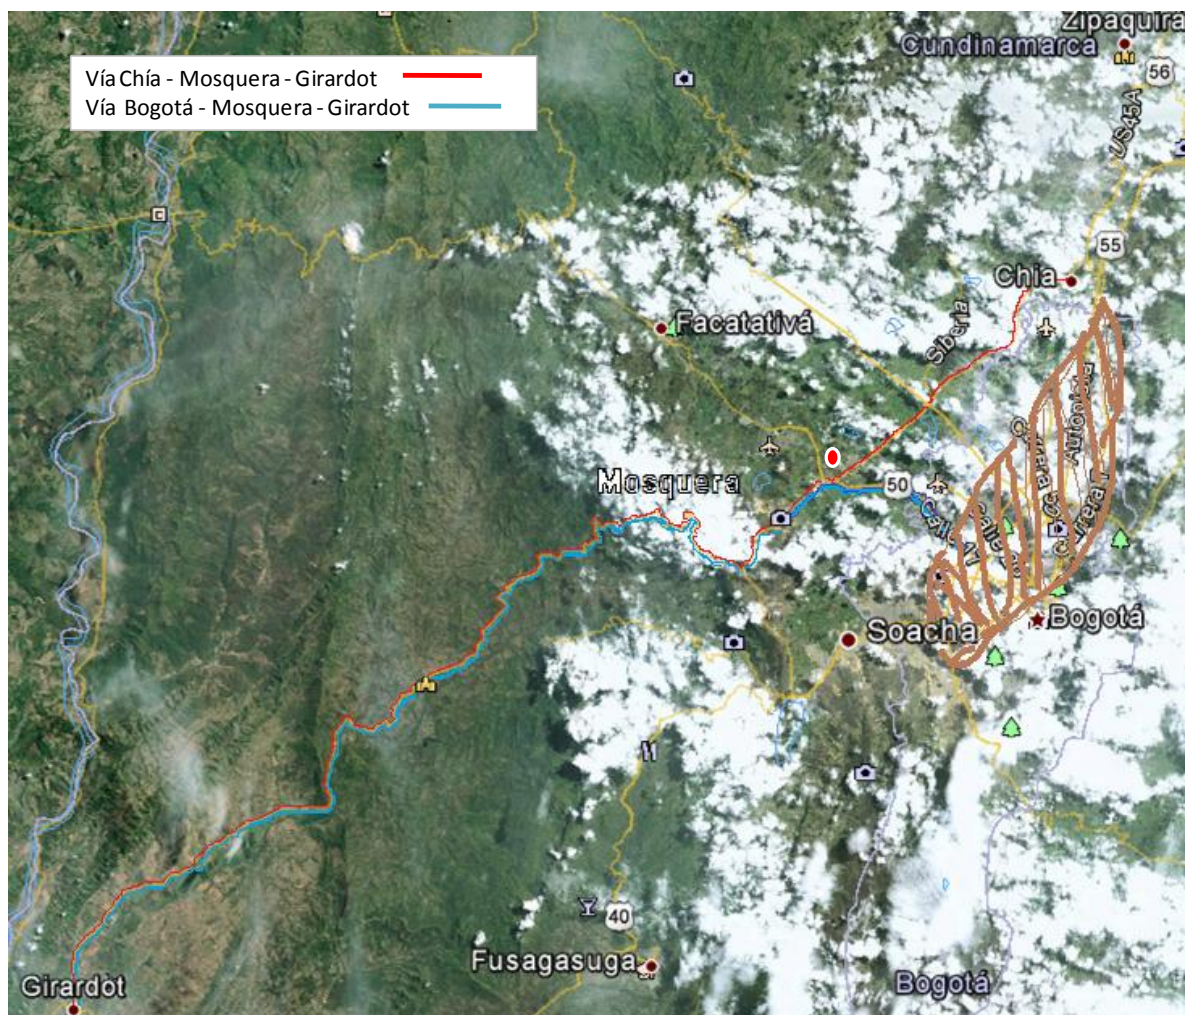 Zipaquira
Cundinamarca
56
Vía Chía - Mosquera - Girardot
Vía Bogotá - Mosquera - Girardot
US45A
55
Chia
Facatativá
Siberia
Mosquera
50
Bogotá
Soacha
40
Fusagasuga
Bogotá
Girardot